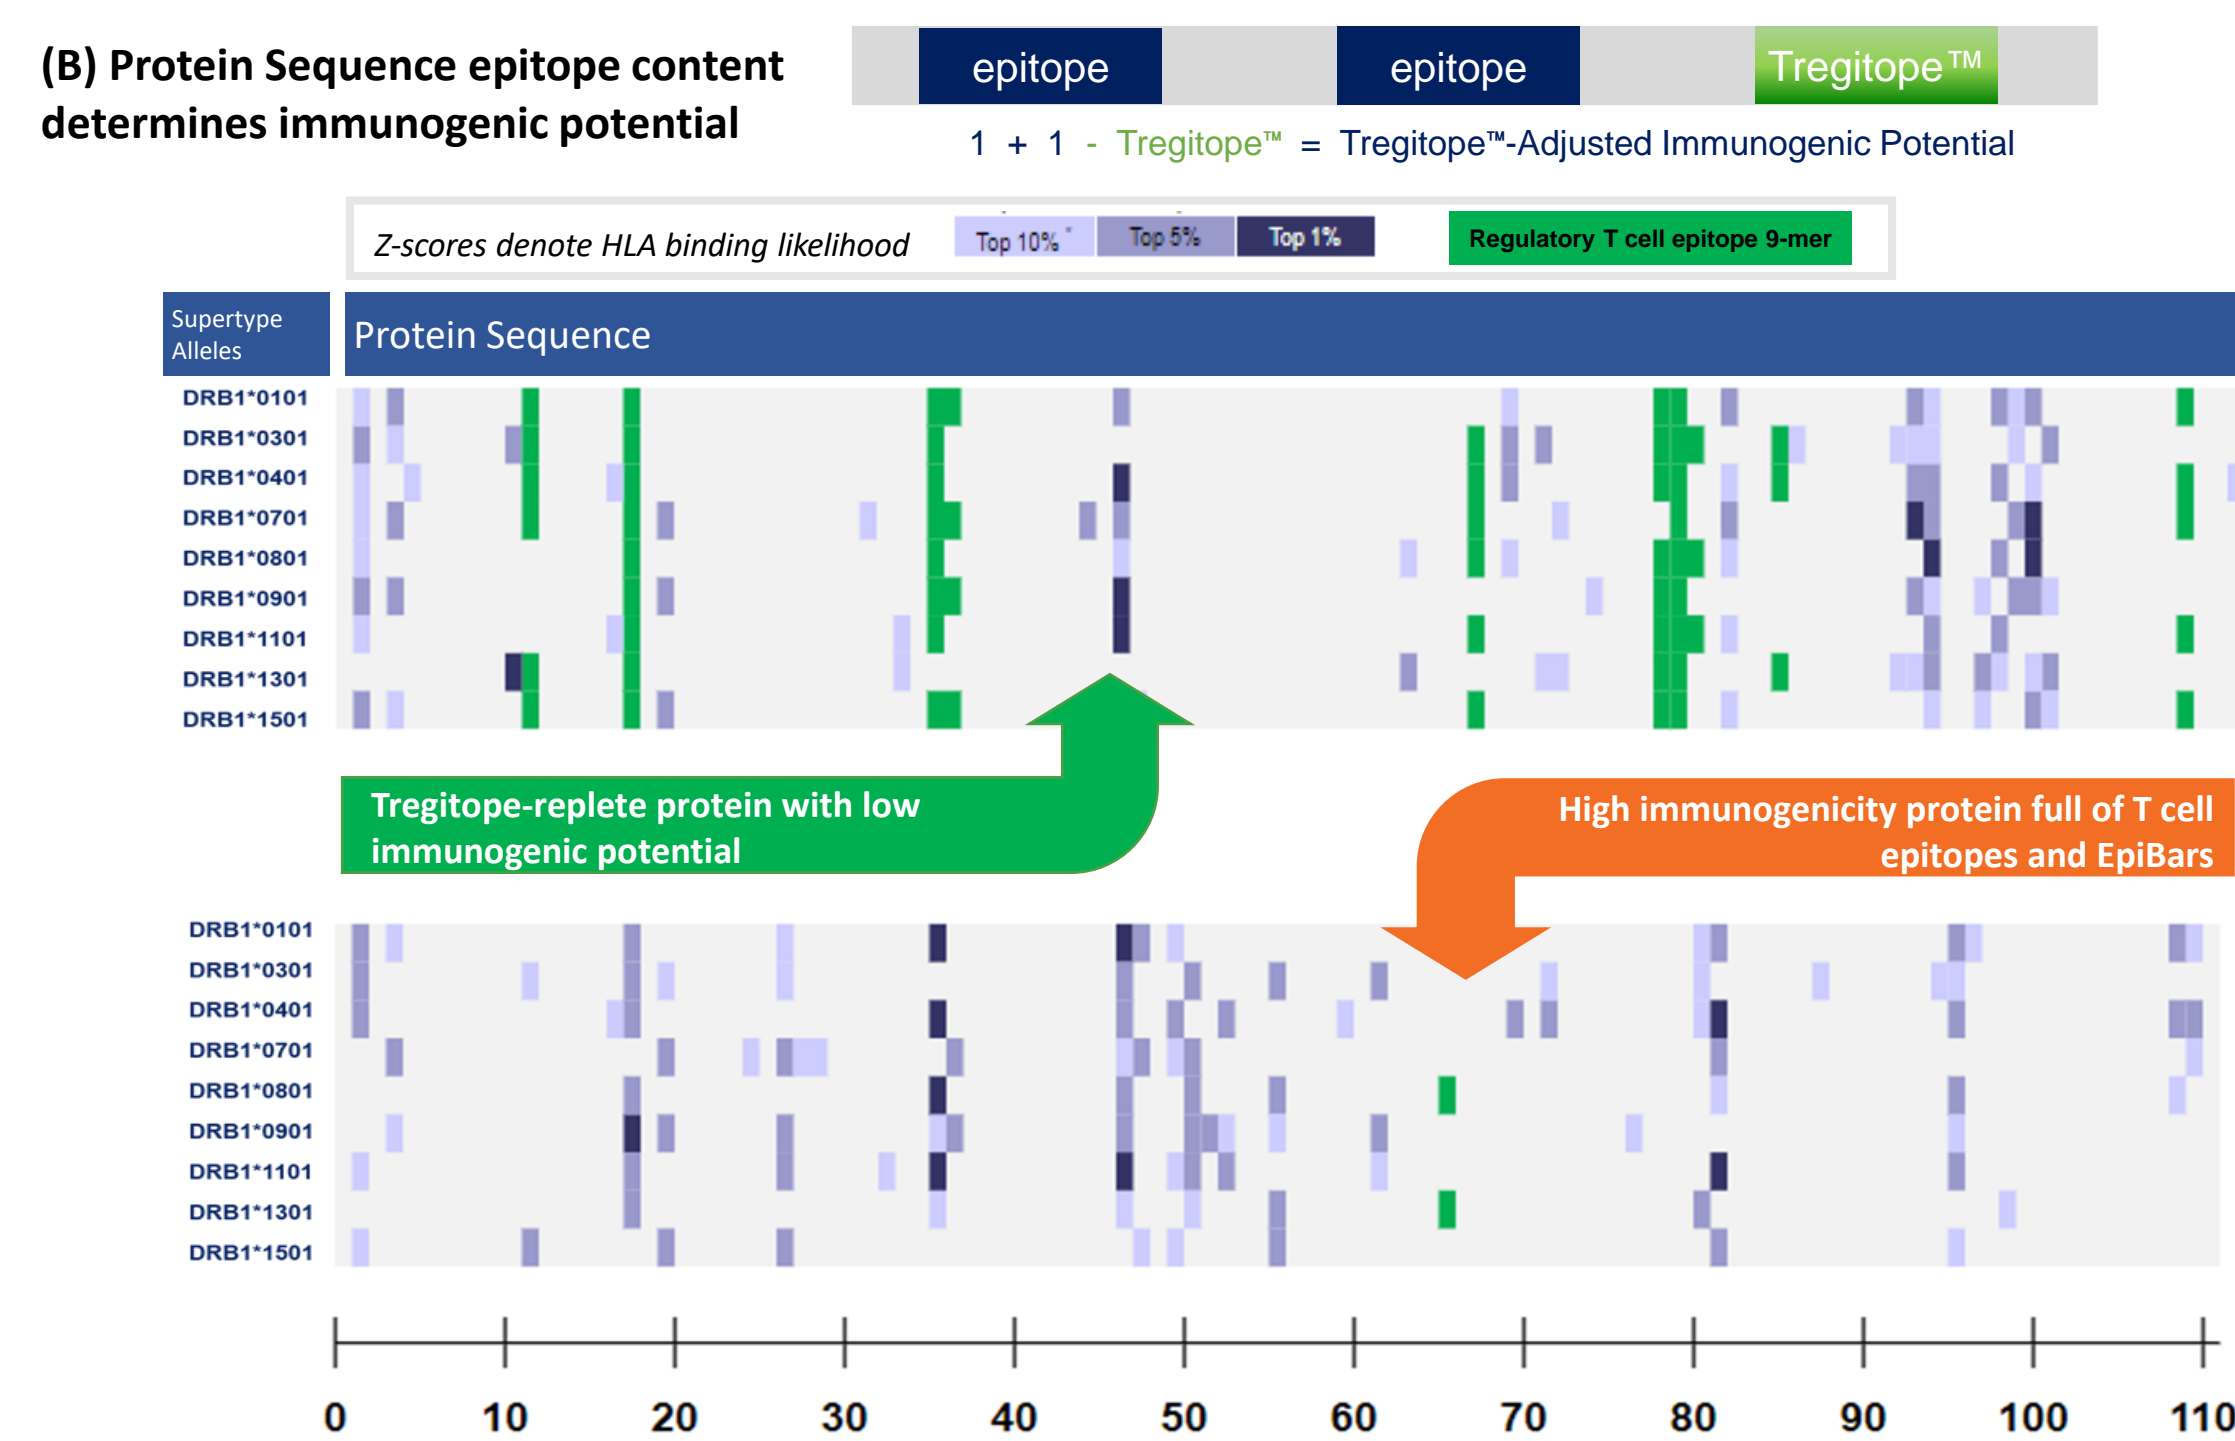 (B) Protein Sequence epitope content
determines immunogenic potential
epitope
epitope
Tregitope™
1 + 1 - Tregitope™ = Tregitope™-Adjusted Immunogenic Potential
Z-scores denote HLA binding likelihood
Top 10%
Top 5%
Top 1%
Regulatory T cell epitope 9-mer
Supertype
Alleles
Protein Sequence
DRB1*0101
DRB1*0301
DRB1*0401
DRB1*0701
DRB1*0801
DRB1*0901
DRB1*1101
DRB1*1301
DRB1*1501
Tregitope-replete protein with low
immunogenic potential
High immunogenicity protein full of T cell
epitopes and EpiBars
DRB1*0101
DRB1*0301
DRB1*0401
DRB1*0701
DRB1*0801
DRB1*0901
DRB1*1101
DRB1*1301
DRB1*1501
0 10 20 30 40 50 60 70 80 90 100 110